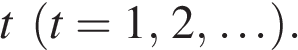 t (t = 1, 2, …).